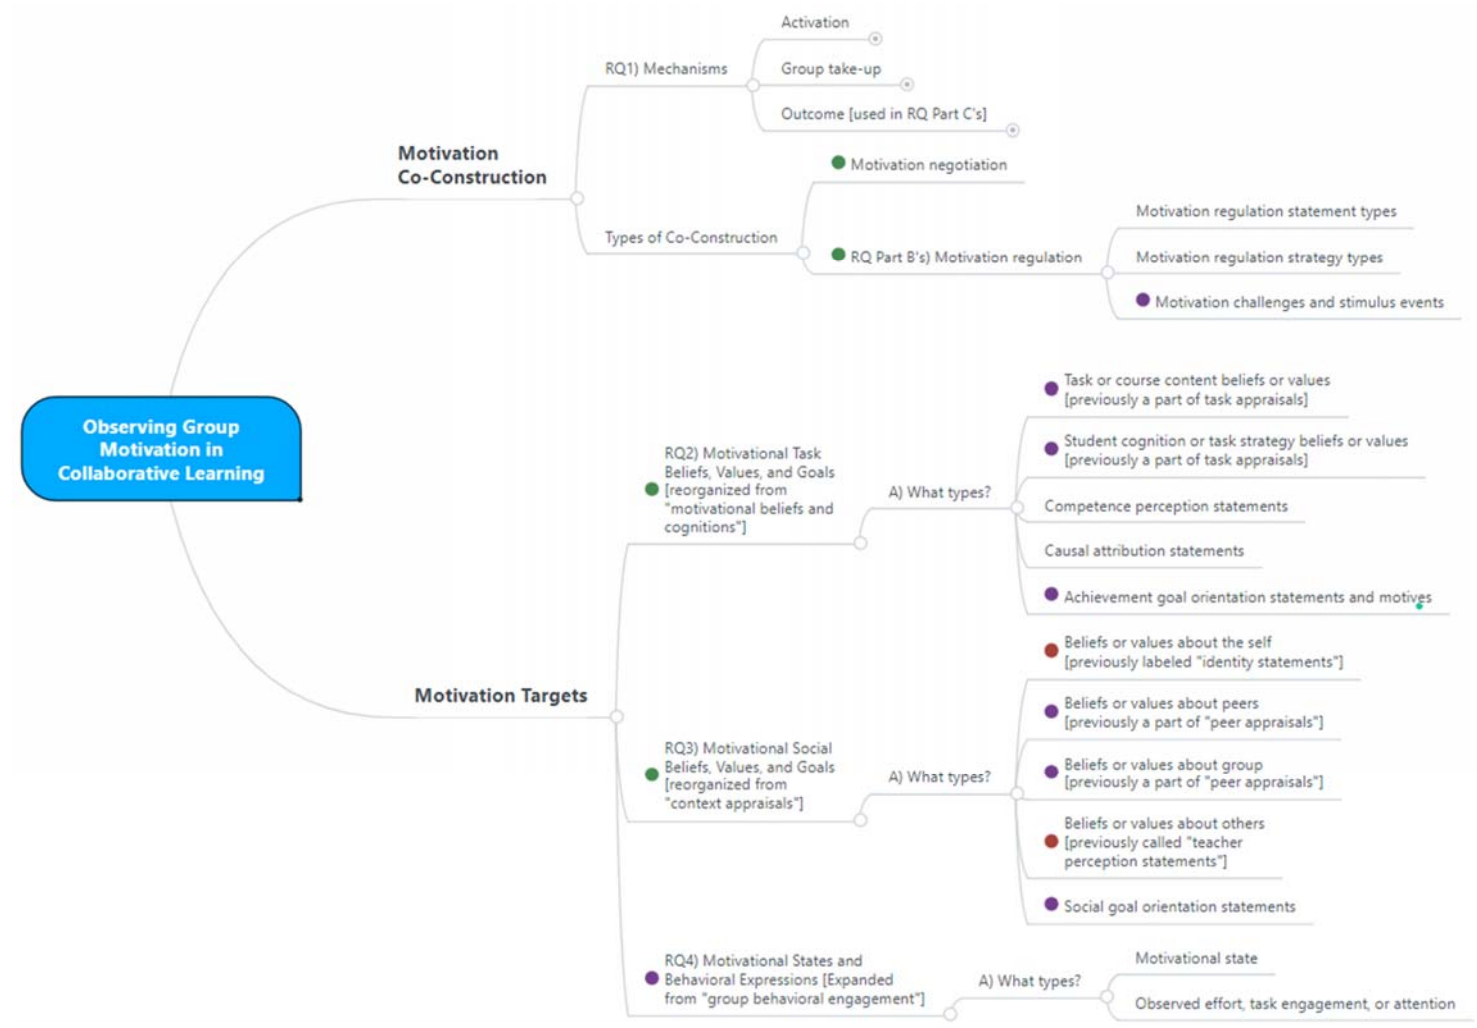 Observing Group
Motivation in
Collaborative Learning
Motivation
Co-Construction
RQ1) Mechanisms
Activation
Group take-up
Outcome [used in RQ Part C's]
Types of Co-Construction
Motivation negotiation
RQ Part B's) Motivation regulation
Motivation regulation statement types
Motivation regulation strategy types
Motivation challenges and stimulus events
Motivation Targets
RQ2) Motivational Task
Beliefs, Values, and Goals
[reorganized from
"motivational beliefs and
cognitions"]
A) What types?
Task or course content beliefs or values
[previously a part of task appraisals]
Student cognition or task strategy beliefs or values
[previously a part of task appraisals]
Competence perception statements
Causal attribution statements
Achievement goal orientation statements and motives
RQ3) Motivational Social
Beliefs, Values, and Goals
[reorganized from
"context appraisals"]
A) What types?
Beliefs or values about the self
[previously labeled "identity statements"]
Beliefs or values about peers
[previously a part of "peer appraisals"]
Beliefs or values about group
[previously a part of "peer appraisals"]
Beliefs or values about others
[previously called "teacher
perception statements"]
Social goal orientation statements
RQ4) Motivational States and
Behavioral Expressions [Expanded
from "group behavioral engagement"]
A) What types?
Motivational state
Observed effort, task engagement, or attention